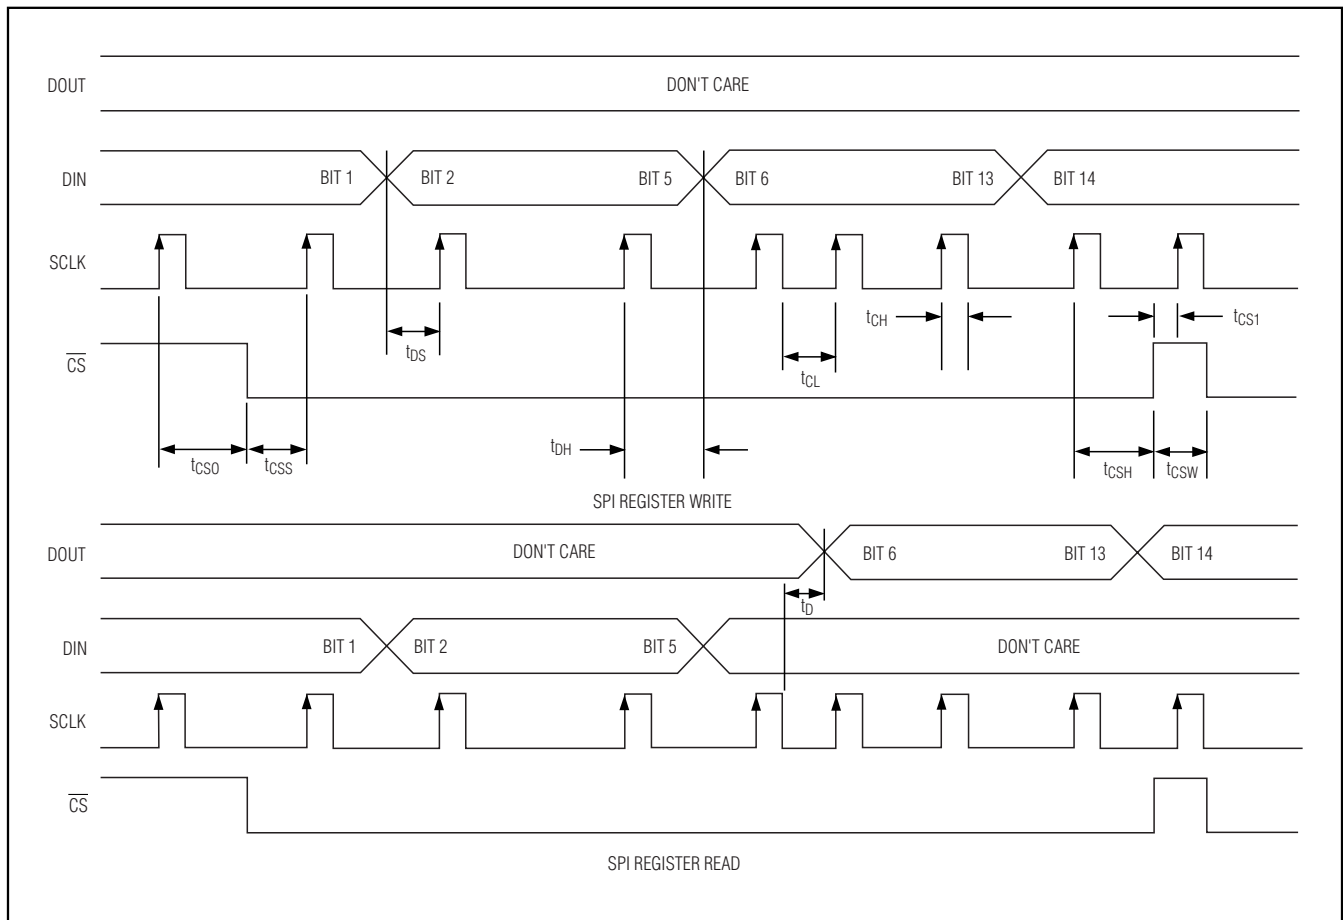 DOUT DON'T CARE
DIN BIT 1 BIT 2 BIT 5 BIT 6 BIT 13 BIT 14
SCLK
tCH tCS1
CS tDS tCL
tDH
tCSO tCSS tCSH tCSW
SPI REGISTER WRITE
DOUT DON'T CARE BIT 6 BIT 13 BIT 14
tD
DIN BIT 1 BIT 2 BIT 5 DON'T CARE
SCLK
CS
SPI REGISTER READ